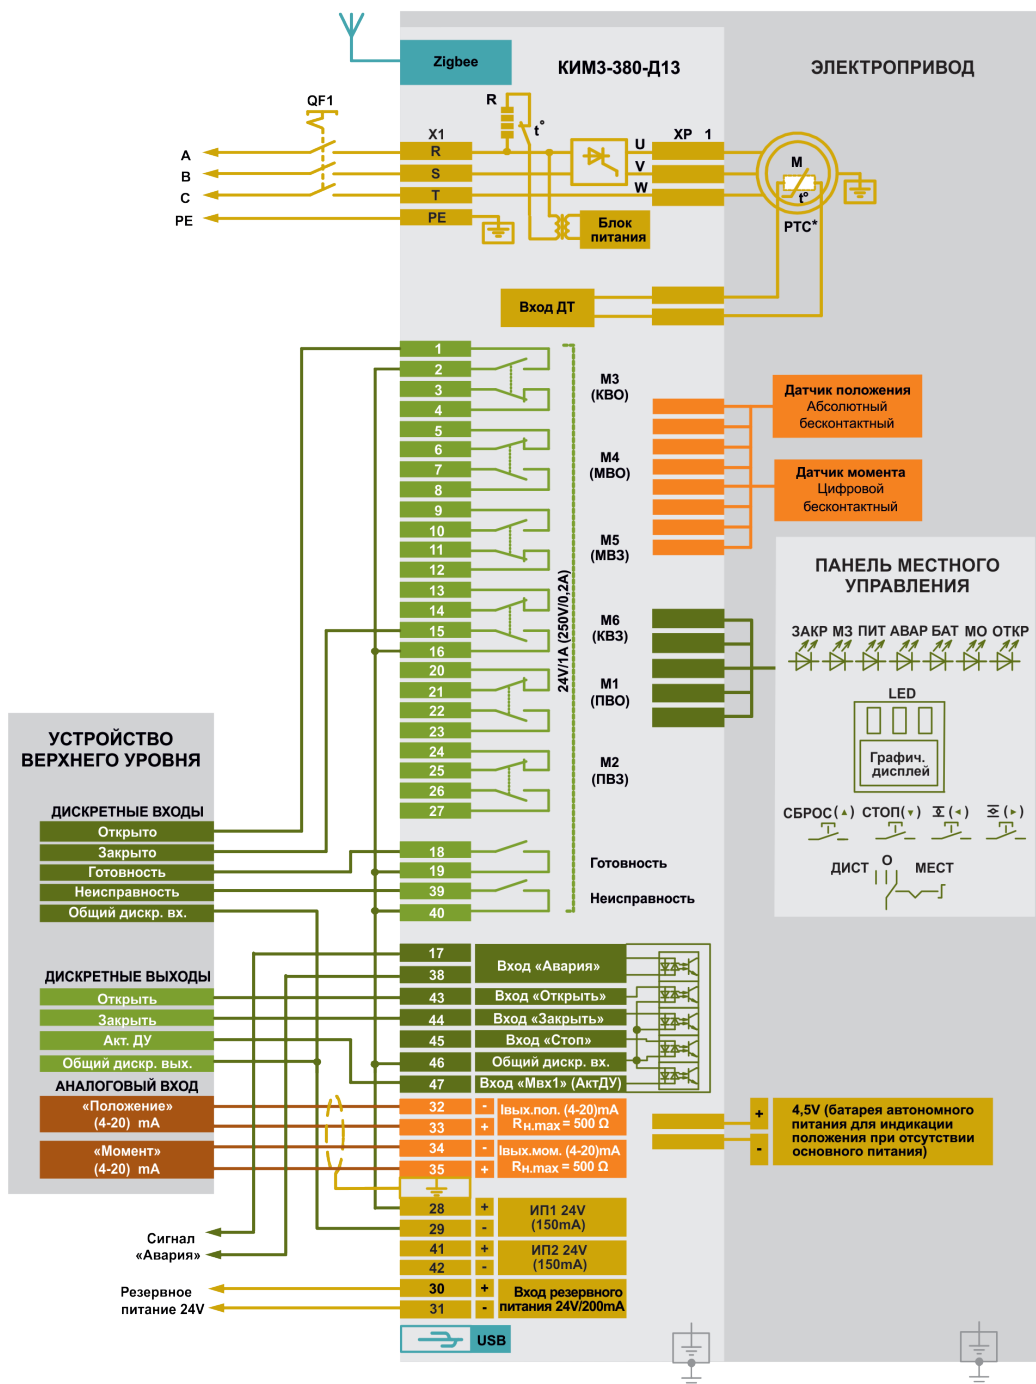 Zigbee
КИМ3-380-Д13
ЭЛЕКТРОПРИВОД
QF1
R
t°
X1
XP 1
A
R
U
B
S
V
C
T
W
PE
PE
M
t°
PTC*
Блок
питания
Вход ДТ
1
2
3
4
M3
(КВО)
5
6
7
8
M4
(МВО)
9
10
11
12
M5
(МВЗ)
13
14
15
16
M6
(КВЗ)
20
21
22
23
M1
(ПВО)
24
25
26
27
M2
(ПВЗ)
18
19
Готовность
39
40
Неисправность
24V/1A (250V/0,2A)
Датчик положения
Абсолютный
бесконтактный
Датчик момента
Цифровой
бесконтактный
ПАНЕЛЬ МЕСТНОГО
УПРАВЛЕНИЯ
ЗАКР МЗ ПИТ АВАР БАТ МО ОТКР
LED
Графич.
дисплей
СБРОС(▲) СТОП(▼) (◄) (►)
ДИСТ O МЕСТ
УСТРОЙСТВО
ВЕРХНЕГО УРОВНЯ
ДИСКРЕТНЫЕ ВХОДЫ
Открыто
Закрыто
Готовность
Неисправность
Общий дискр. вх.
ДИСКРЕТНЫЕ ВЫХОДЫ
Открыть
Закрыть
Акт. ДУ
Общий дискр. вых.
АНАЛОГОВЫЙ ВХОД
«Положение»
(4-20) mA
«Момент»
(4-20) mA
17
38
Вход «Авария»
43 Вход «Открыть»
44 Вход «Закрыть»
45 Вход «Стоп»
46 Общий дискр. вх.
47 Вход «Мвх1» (АктДУ)
32 -
33 +
Iвых.пол. (4-20)mA
Rн.max = 500 Ω
34 -
35 +
Iвых.мом. (4-20)mA
Rн.max = 500 Ω
28 +
29 -
ИП1 24V
(150mA)
41 +
42 -
ИП2 24V
(150mA)
30 +
31 -
Вход резервного
питания 24V/200mA
USB
+
-
4,5V (батарея автономного
питания для индикации
положения при отсутствии
основного питания)
Сигнал
«Авария»
Резервное
питание 24V